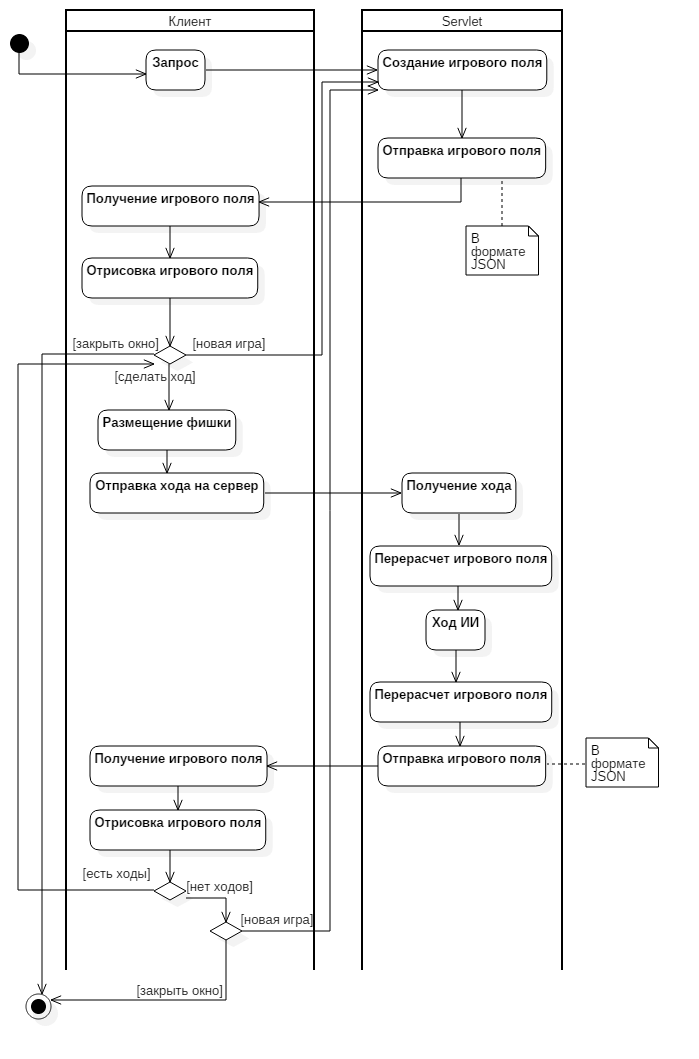 Клиент
Servlet
Запрос
Создание игрового поля
Отправка игрового поля
Получение игрового поля
В
формате
JSON
Отрисовка игрового поля
[закрыть окно]
[новая игра]
[сделать ход]
Размещение фишки
Отправка хода на сервер
Получение хода
Перерасчет игрового поля
Ход ИИ
Перерасчет игрового поля
Получение игрового поля
Отправка игрового поля
В
формате
JSON
Отрисовка игрового поля
[есть ходы]
[нет ходов]
[новая игра]
[закрыть окно]